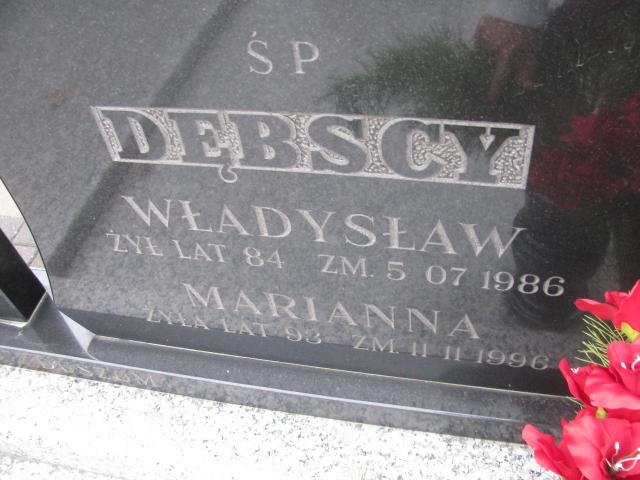 ŚP
DĘBSCY
WŁADYSŁAW
ŻYŁ LAT 84 ZM. 5 07 1986
MARIANNA
ŻYŁA LAT 93 ZM. 11 11 1996